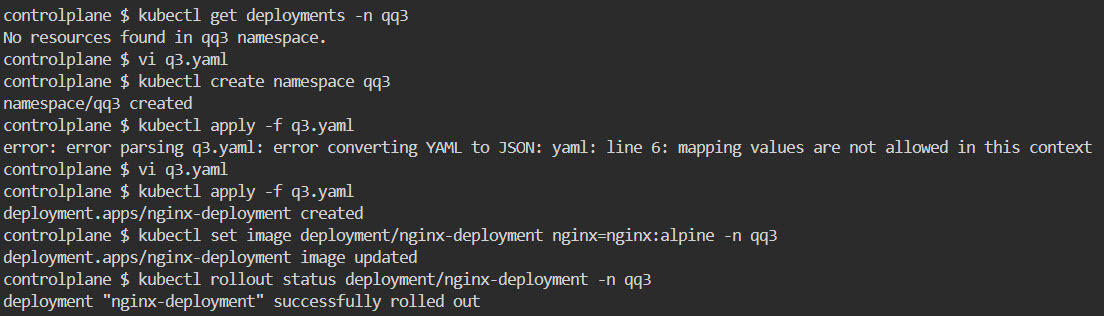 controlplane $ kubectl get deployments -n qq3
No resources found in qq3 namespace.
controlplane $ vi q3.yaml
controlplane $ kubectl create namespace qq3
namespace/qq3 created
controlplane $ kubectl apply -f q3.yaml
error: error parsing q3.yaml: error converting YAML to JSON: yaml: line 6: mapping values are not allowed in this context
controlplane $ vi q3.yaml
controlplane $ kubectl apply -f q3.yaml
deployment.apps/nginx-deployment created
controlplane $ kubectl set image deployment/nginx-deployment nginx=nginx:alpine -n qq3
deployment.apps/nginx-deployment image updated
controlplane $ kubectl rollout status deployment/nginx-deployment -n qq3
deployment "nginx-deployment" successfully rolled out